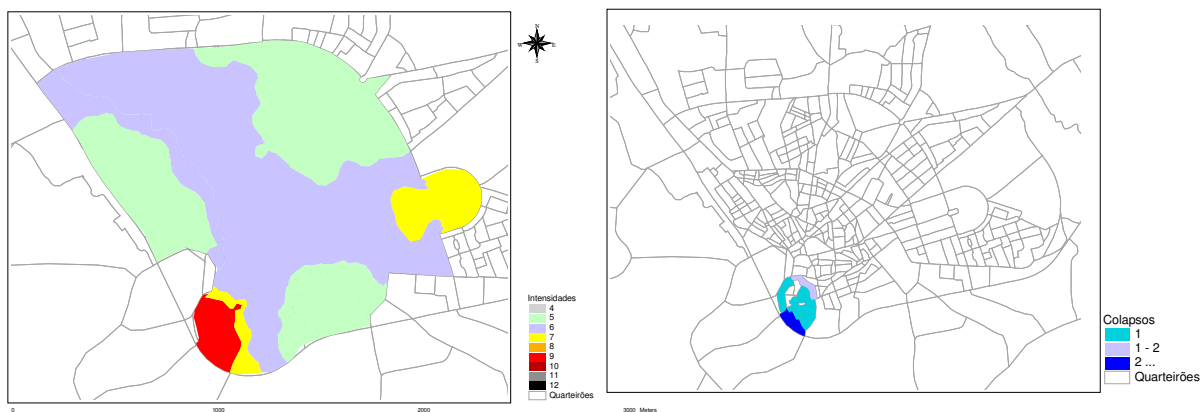 N
W E
S
Intensidades
4
5
6
7
8
9
10
11
12
Quarteirões
0 1000 2000
3000 Meters
Colapsos
1
1 - 2
2 ...
Quarteirões